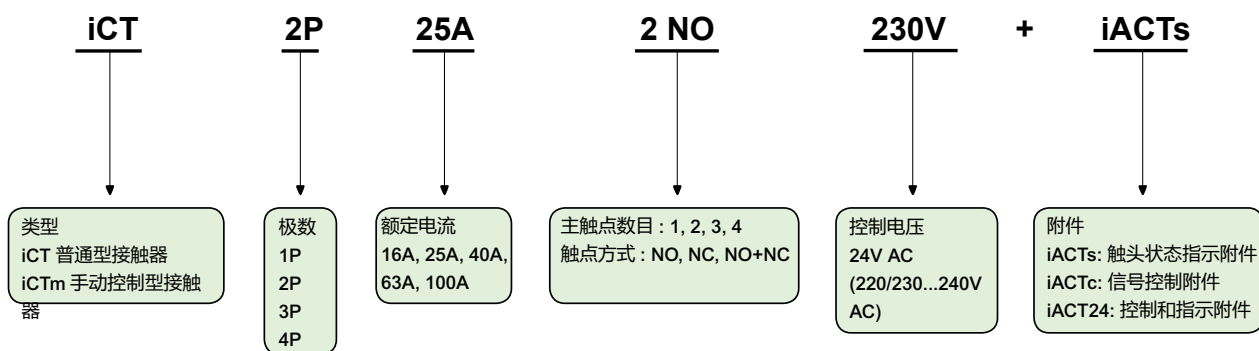 iCT 2P 25A 2 NO 230V + iACTs
类型
iCT 普通型接触器
iCTm 手动控制型接触
器
极数
1P
2P
3P
4P
额定电流
16A, 25A, 40A,
63A, 100A
主触点数目 : 1, 2, 3, 4
触点方式 : NO, NC, NO+NC
控制电压
24V AC
(220/230...240V
AC)
附件
iACTs: 触头状态指示附件
iACTc: 信号控制附件
iACT24: 控制和指示附件